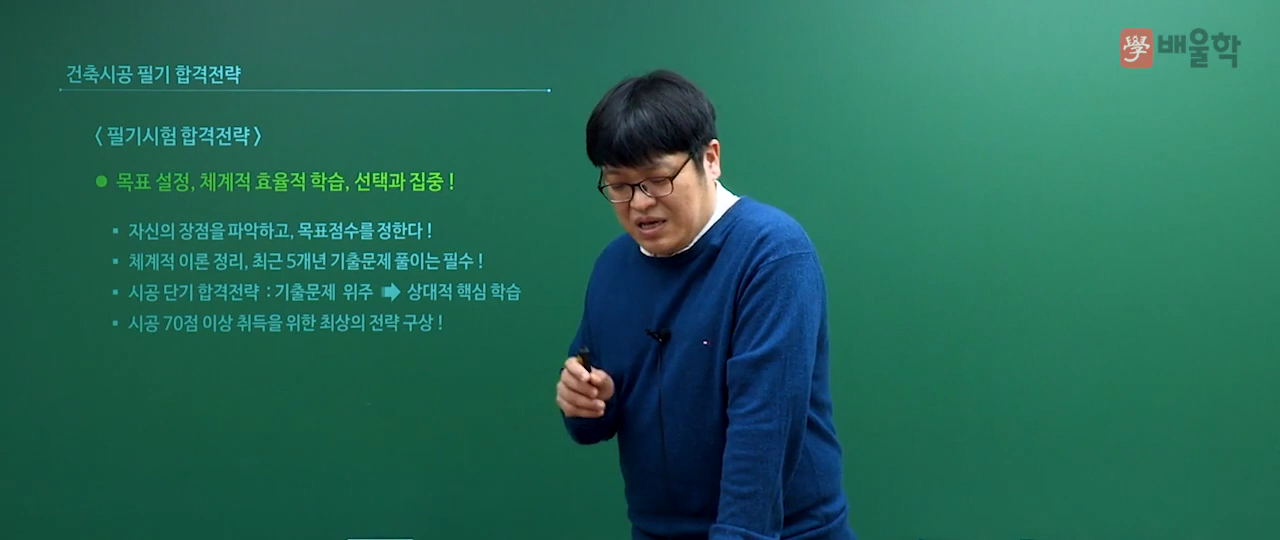 學 배울학
건축시공 필기 합격전략
< 필기시험 합격전략 >
● 목표 설정, 체계적 효율적 학습, 선택과 집중 !
▪ 자신의 장점을 파악하고, 목표점수를 정한다 !
▪ 체계적 이론 정리, 최근 5개년 기출문제 풀이는 필수 !
▪ 시공 단기 합격전략 : 기출문제 위주 ➡ 상대적 핵심 학습
▪ 시공 70점 이상 취득을 위한 최상의 전략 구상 !